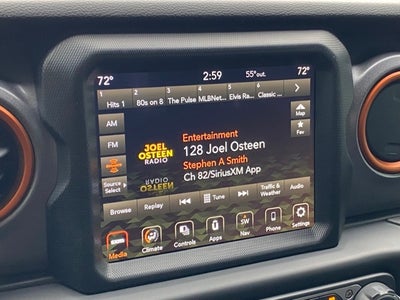 72° 2:59 55°out. 72°
1 2 3 4 5 6
Hits 1 80s on 8 The Pulse MLBNet... Elvis Ra... Classic ...
AM
FM
Source
Select
Map
Fav
JOEL
OSTEEN
RADIO
Entertainment
128 Joel Osteen
Stephen A Smith
Ch 82/SiriusXM App
Browse Replay Tune Traffic &
Weather Audio
SW
Media Climate Controls Apps Nav Phone Settings